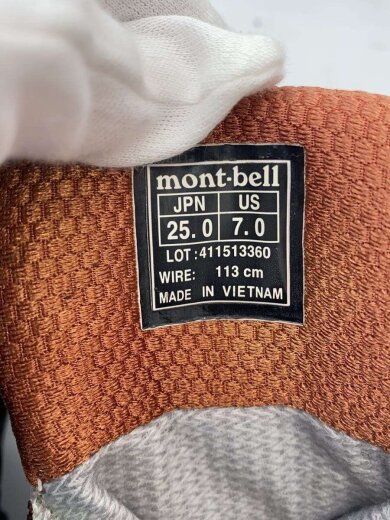 mont-bell
JPN US
25.0 7.0
LOT: 411513360
WIRE: 113 cm
MADE IN VIETNAM